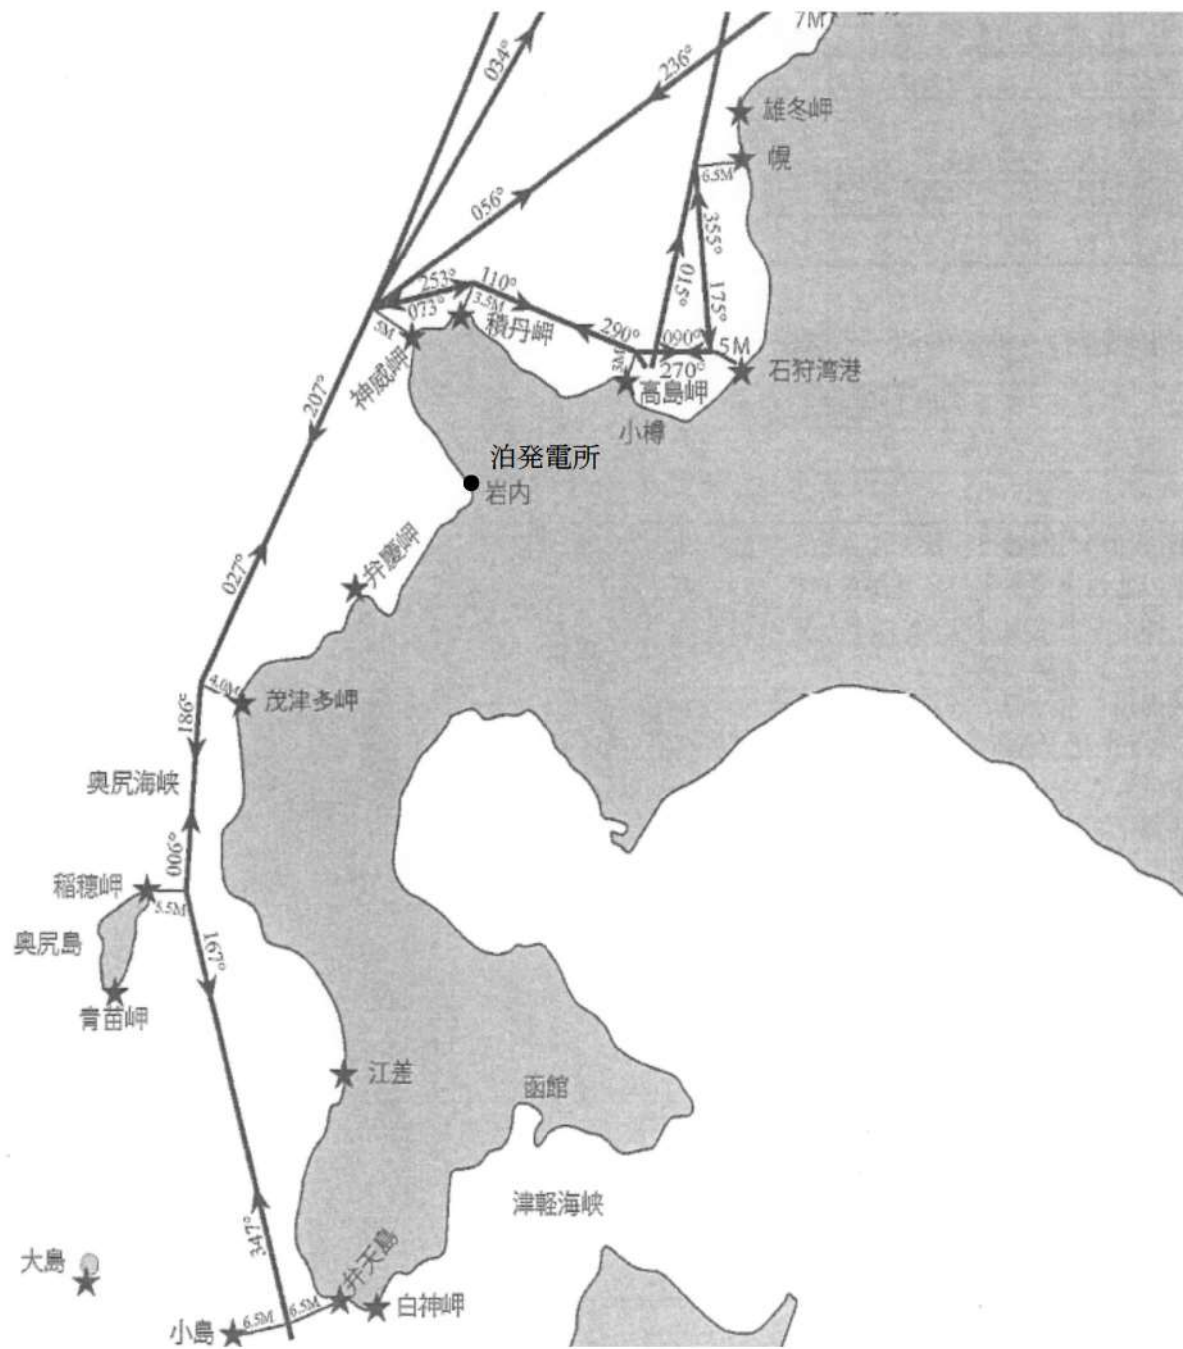 7M
034°
236°
雄冬岬
幌
6.5M
056°
355°
015°
175°
253°
110°
073°
3.5M
5M
積丹岬
290°
090°
5M
270°
3M
神威岬
高島岬
石狩湾港
小樽
207°
泊発電所
岩内
弁慶岬
027°
4.0M
茂津多岬
186°
奥尻海峡
006°
稲穂岬
5.5M
奥尻島
167°
青苗岬
江差
函館
津軽海峡
347°
大島
弁天島
6.5M
6.5M
白神岬
小島